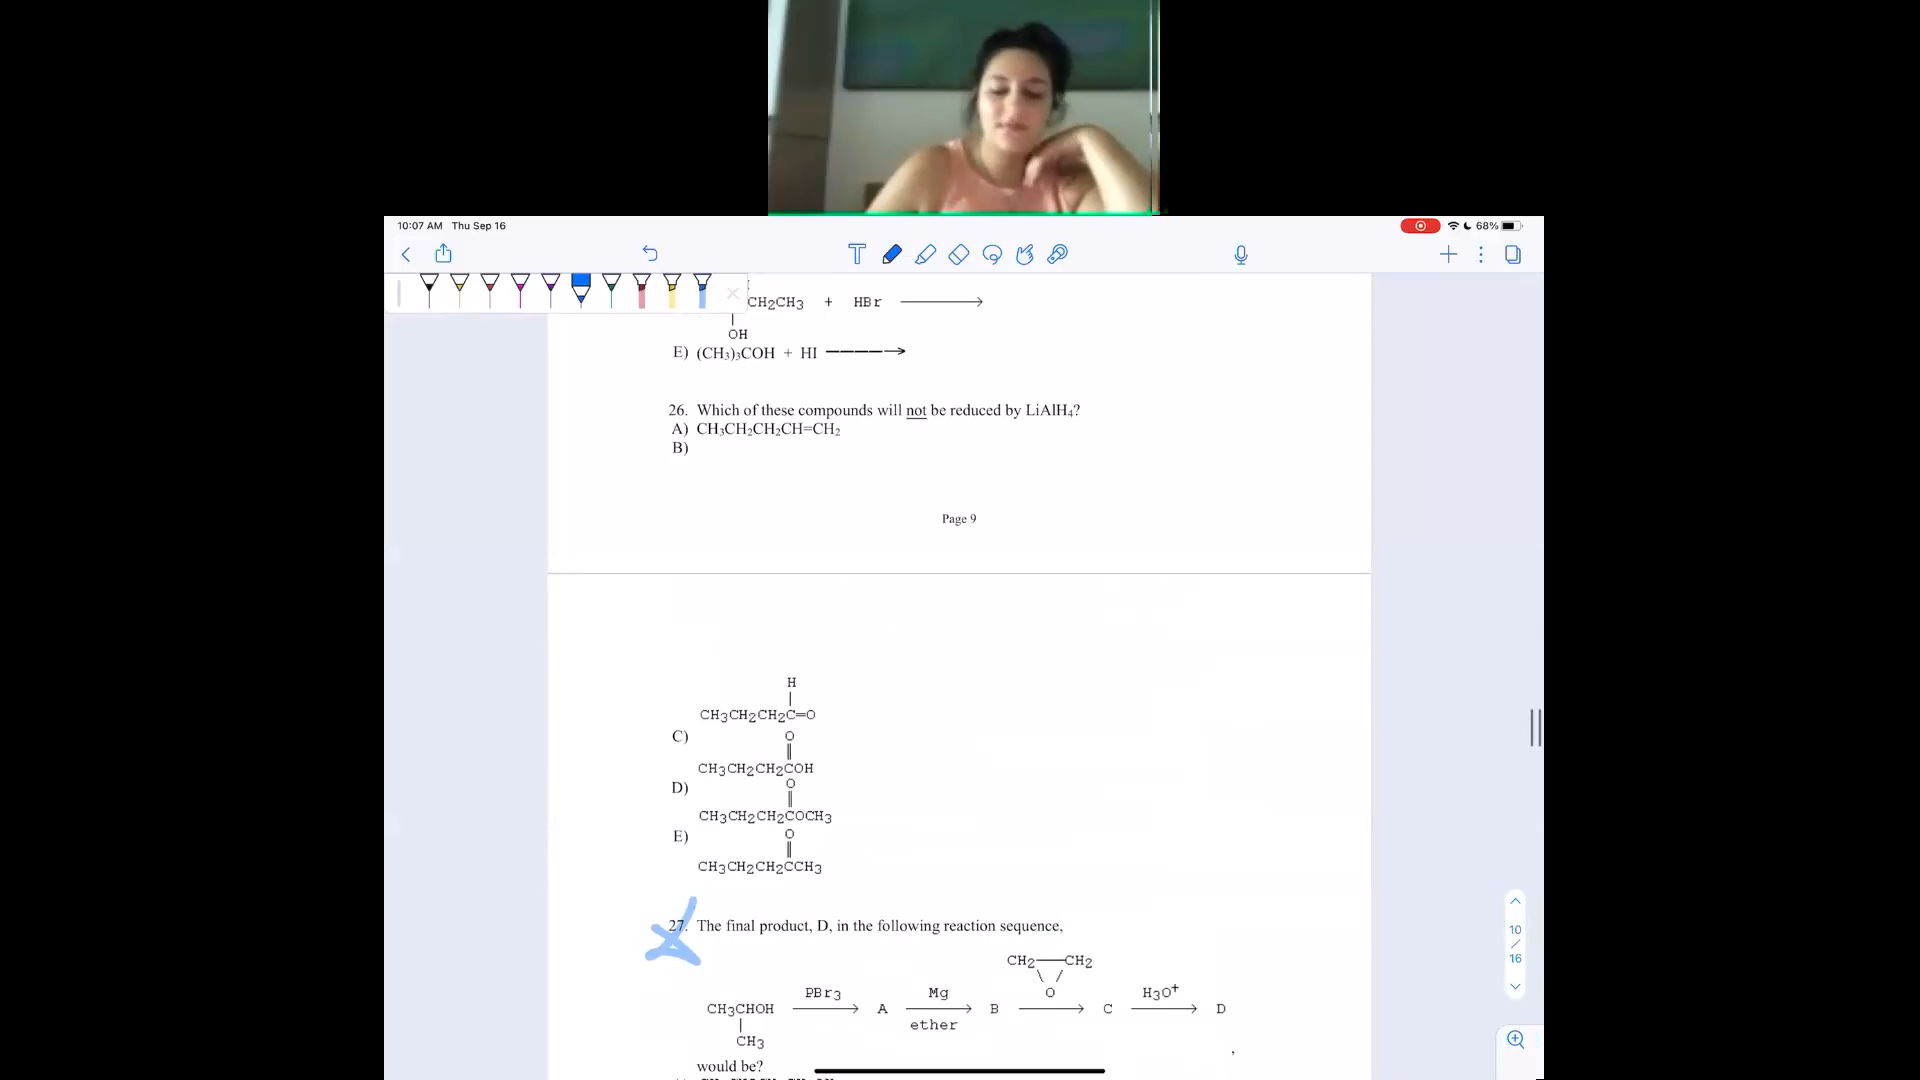 10:07 AM Thu Sep 16
68%
CH2CH3 + HBr
OH
E) (CH3)3COH + HI
26. Which of these compounds will not be reduced by LiAlH4?
A) CH3CH2CH2CH=CH2
B)
Page 9
H
CH3CH2CH2C=O
C)
O
CH3CH2CH2COH
D)
O
CH3CH2CH2COCH3
E)
O
CH3CH2CH2CCH3
27. The final product, D, in the following reaction sequence,
CH2 CH2
O
PBr3 Mg H3O+
CH3CHOH A B C D
ether
CH3
,
would be?
10
/
16